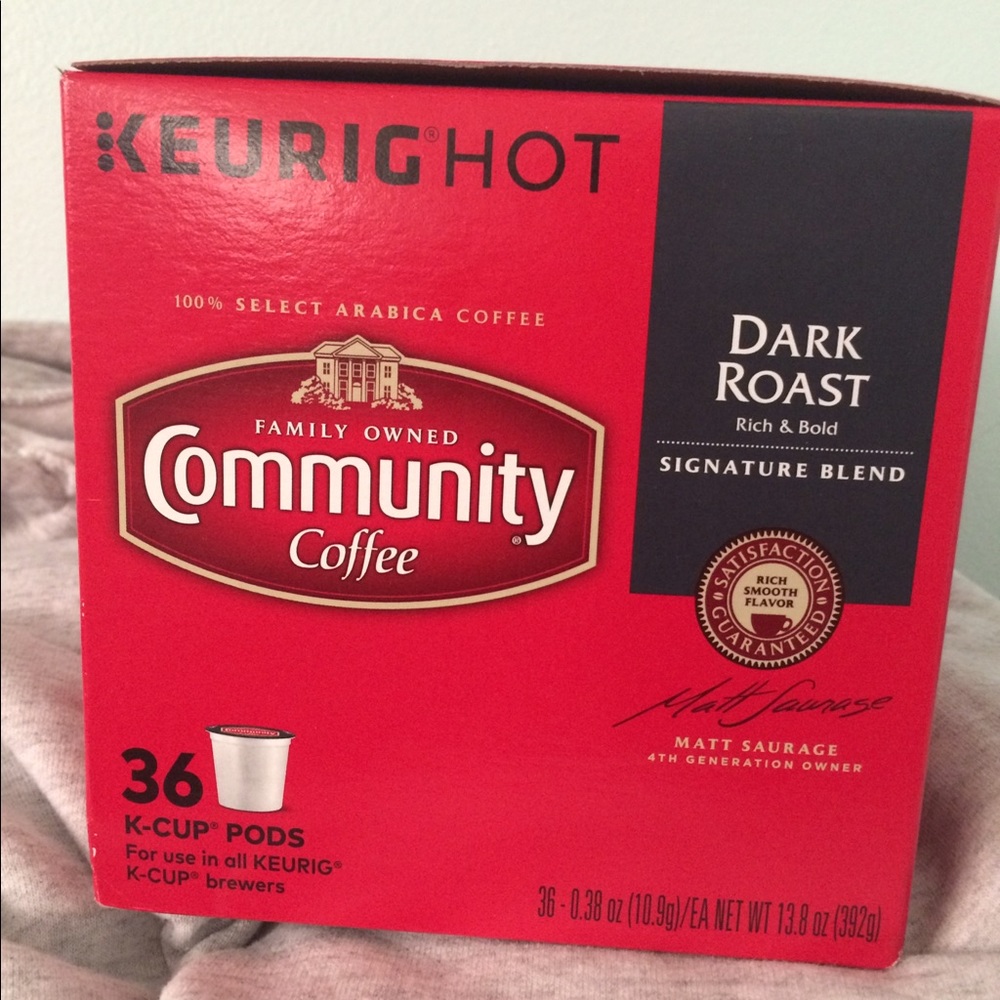 KEURIG® HOT
100% SELECT ARABICA COFFEE
FAMILY OWNED
Community®
Coffee
DARK
ROAST
Rich & Bold
SIGNATURE BLEND
SATISFACTION
GUARANTEED
RICH
SMOOTH
FLAVOR
Matt Saurage
MATT SAURAGE
4TH GENERATION OWNER
36
K-CUP® PODS
For use in all KEURIG®
K-CUP® brewers
36 - 0.38 oz (10.9g)/EA NET WT 13.8 oz (392g)